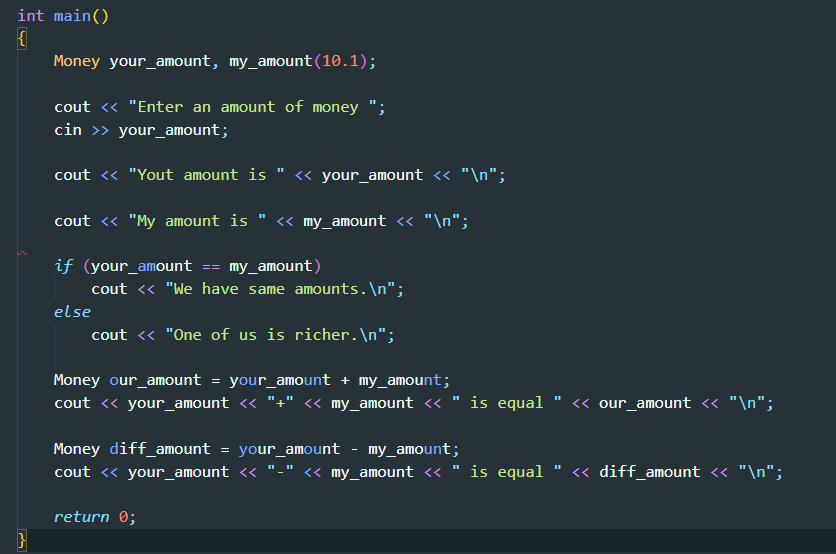 int main()
{
    Money your_amount, my_amount(10.1);
    cout << "Enter an amount of money ";
    cin >> your_amount;
    cout << "Yout amount is " << your_amount << "\n";
    cout << "My amount is " << my_amount << "\n";
    if (your_amount == my_amount)
        cout << "We have same amounts.\n";
    else
        cout << "One of us is richer.\n";
    Money our_amount = your_amount + my_amount;
    cout << your_amount << "+" << my_amount << " is equal " << our_amount << "\n";
    Money diff_amount = your_amount - my_amount;
    cout << your_amount << "-" << my_amount << " is equal " << diff_amount << "\n";
    return 0;
}